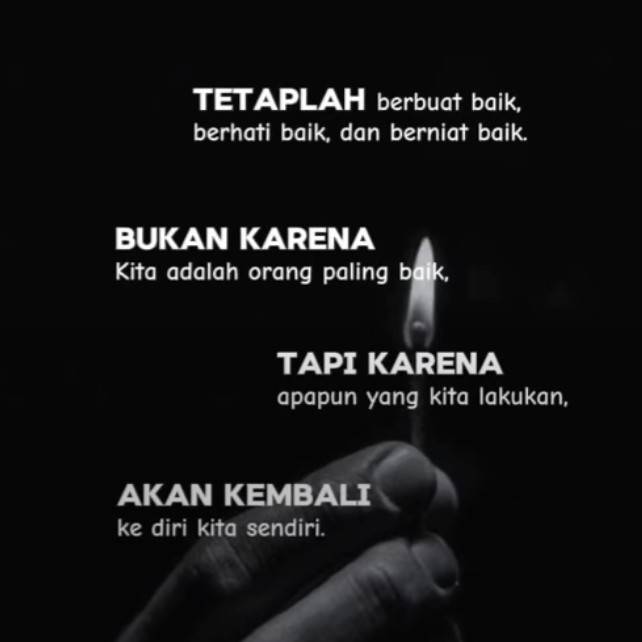 TETAPLAH berbuat baik,
berhati baik, dan berniat baik.
BUKAN KARENA
Kita adalah orang paling baik,
TAPI KARENA
apapun yang kita lakukan,
AKAN KEMBALI
ke diri kita sendiri.